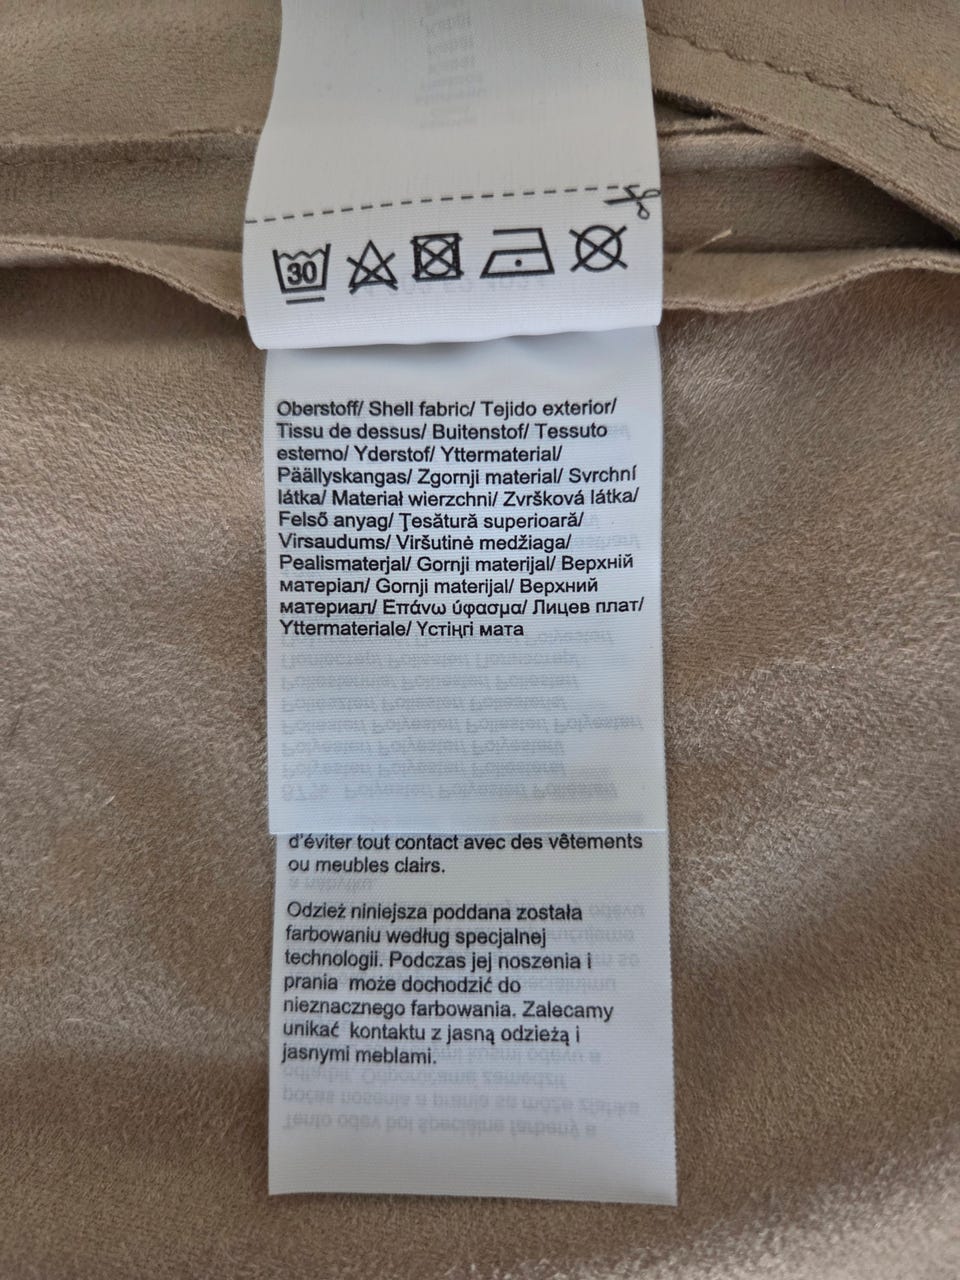 30
Oberstoff/ Shell fabric/ Tejido exterior/
Tissu de dessus/ Buitenstof/ Tessuto
esterno/ Yderstof/ Yttermaterial/
Päällyskangas/ Zgornji material/ Svrchní
látka/ Materiał wierzchni/ Zvršková látka/
Felső anyag/ Ţesătură superioară/
Virsaudums/ Viršutinė medžiaga/
Pealismaterjal/ Gornji materijal/ Верхній
матеріал/ Gornji materijal/ Верхний
материал/ Επάνω ύφασμα/ Лицев плат/
Yttermateriale/ Үстіңгі мата
d'éviter tout contact avec des vêtements
ou meubles clairs.
Odzież niniejsza poddana została
farbowaniu według specjalnej
technologii. Podczas jej noszenia i
prania może dochodzić do
nieznacznego farbowania. Zalecamy
unikać kontaktu z jasną odzieżą i
jasnymi meblami.